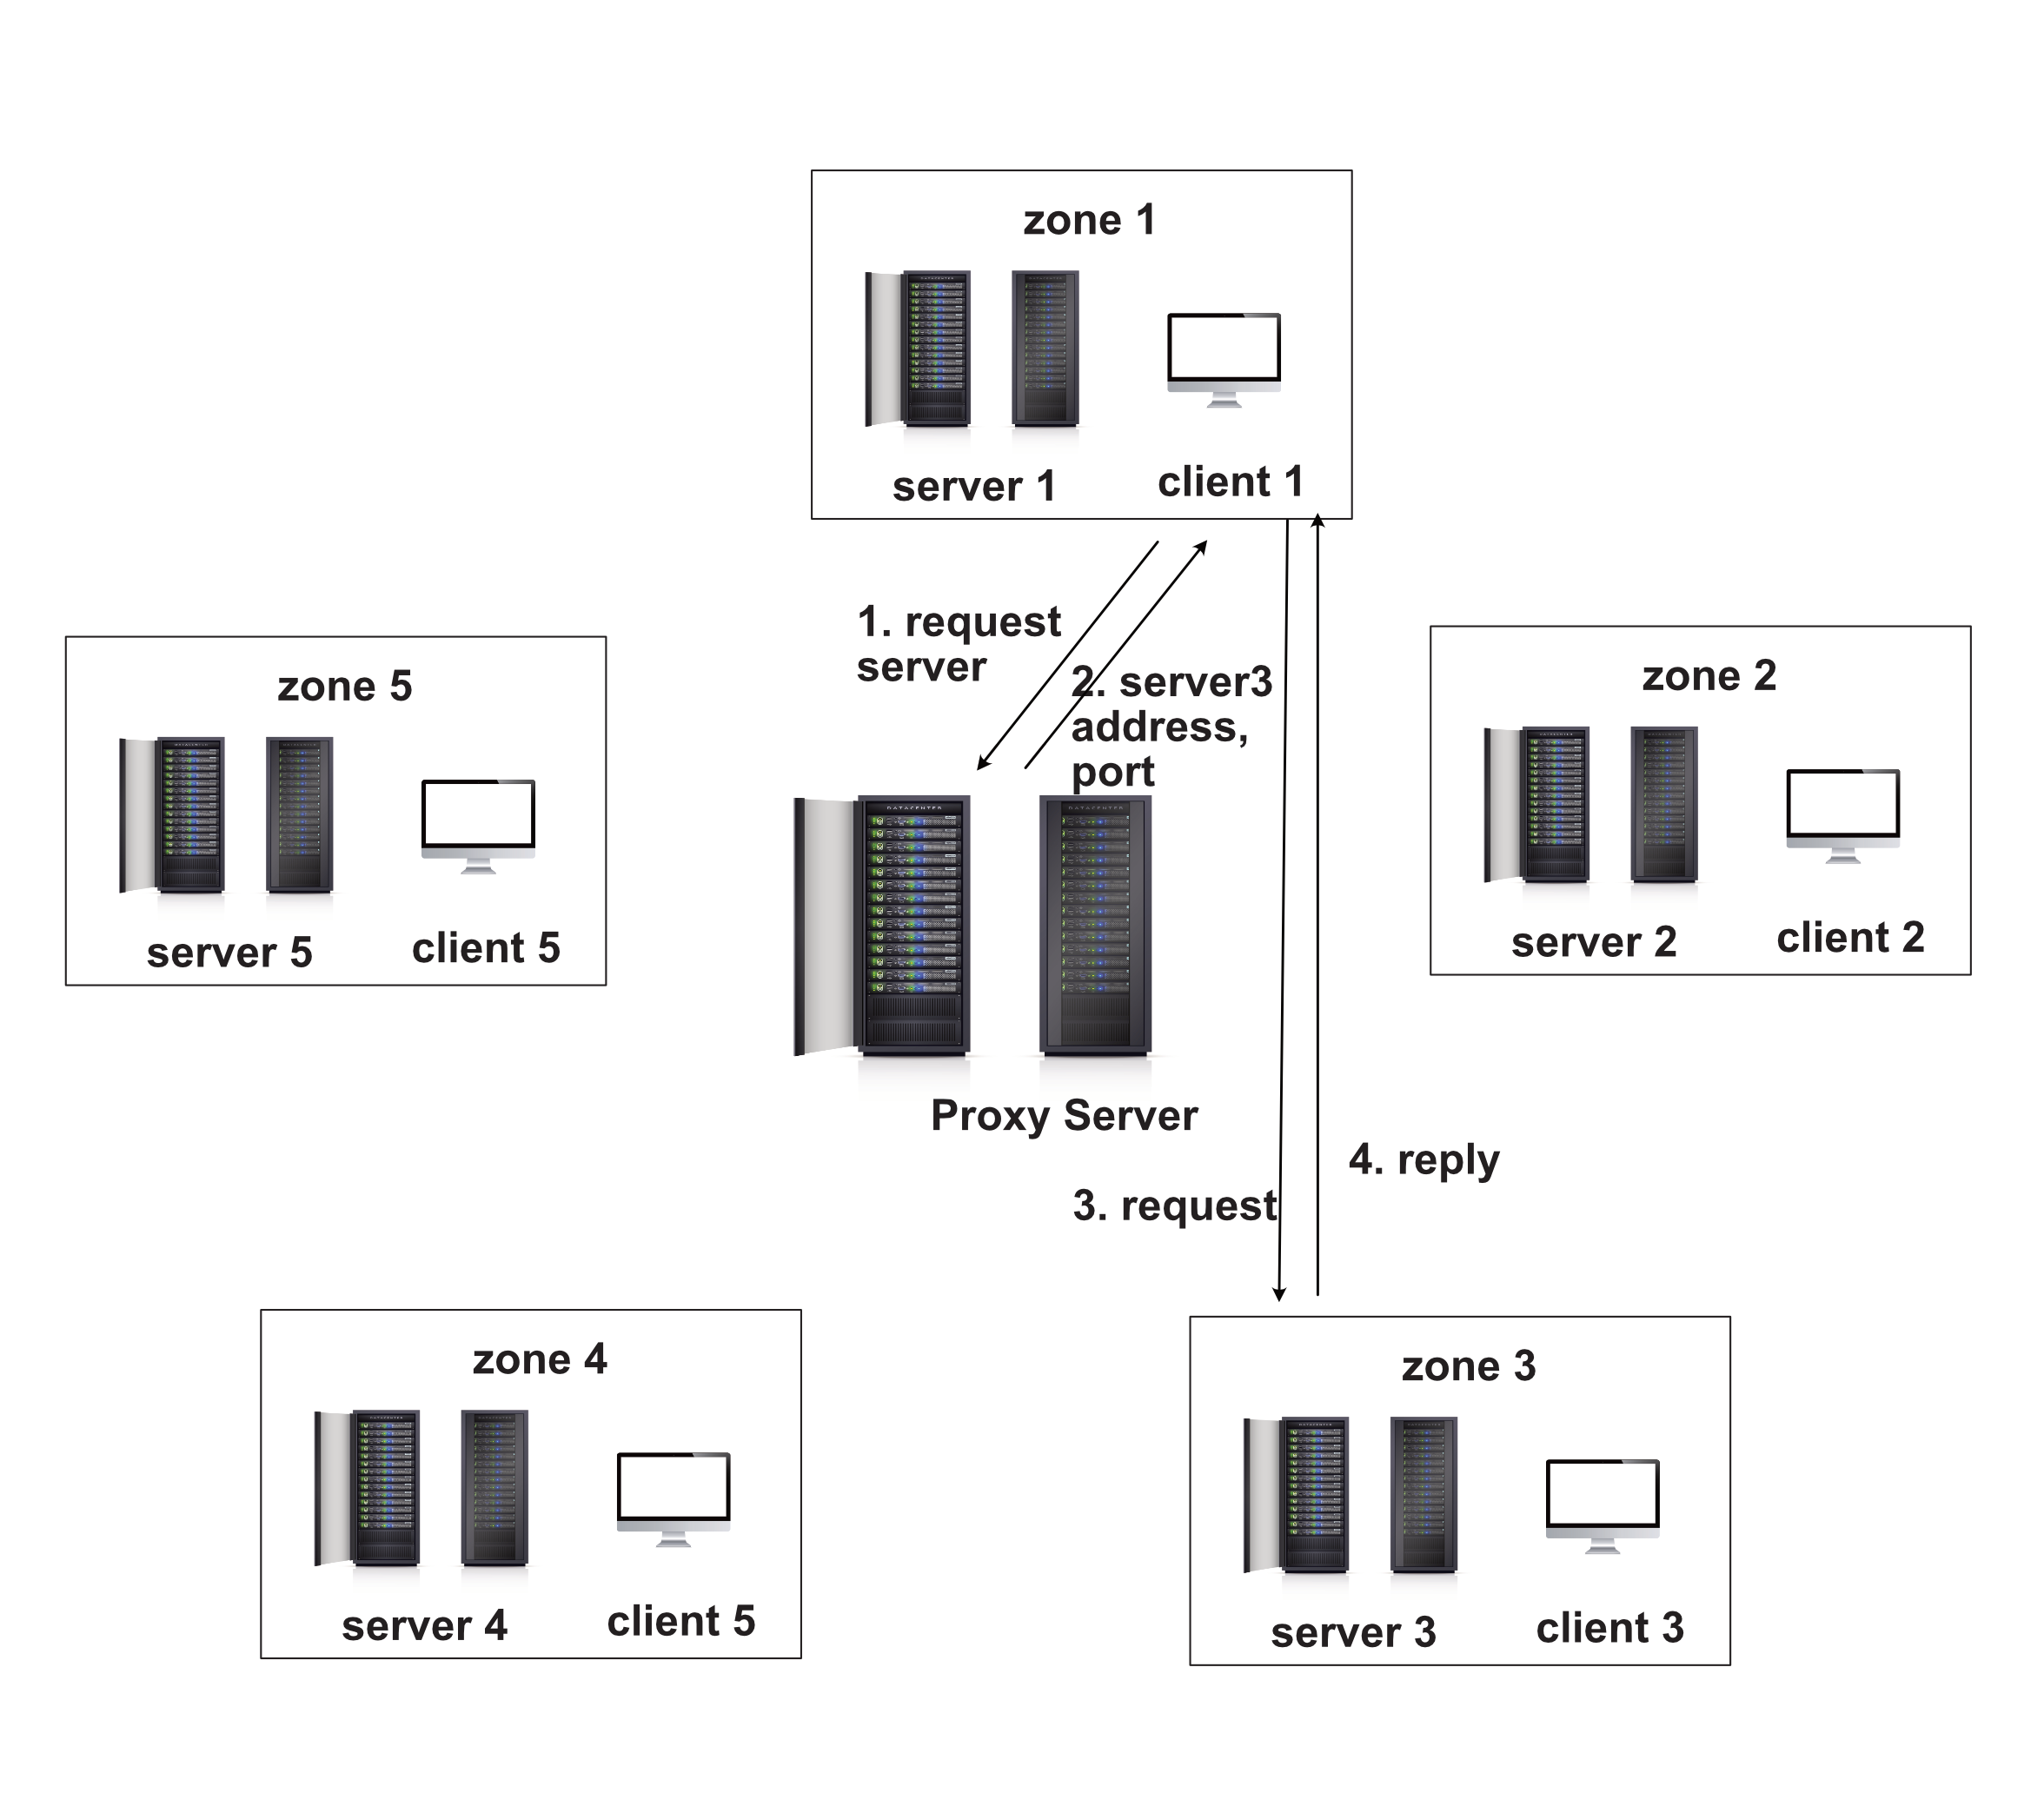 zone 1
server 1
client 1
1. request
server
2. server3
address,
port
zone 5
server 5
client 5
zone 2
server 2
client 2
DATACENTER
DATACENTER
Proxy Server
4. reply
3. request
zone 4
server 4
client 5
zone 3
server 3
client 3